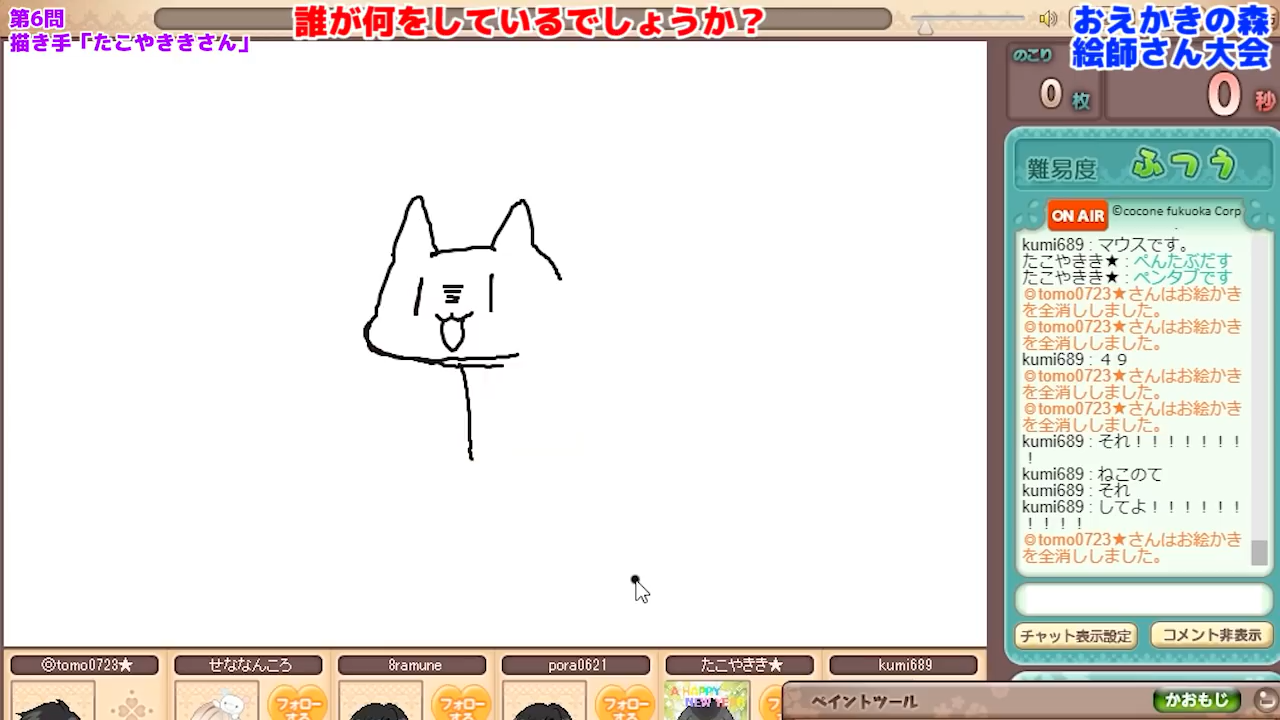 第6問
描き手「たこやききさん」
誰が何をしているでしょうか？
おえかきの森
絵師さん大会
のこり
0枚
0秒
難易度 ふつう
ON AIR ©cocone fukuoka Corp
kumi689 : マウスです。
たこやきき★ : ぺんたぶだす
たこやきき★ : ペンタブです
◎tomo0723★さんはお絵かき
を全消ししました。
◎tomo0723★さんはお絵かき
を全消ししました。
kumi689 : ４９
◎tomo0723★さんはお絵かき
を全消ししました。
◎tomo0723★さんはお絵かき
を全消ししました。
kumi689 : それ！！！！！！！
！
kumi689 : ねこのて
kumi689 : それ
kumi689 : してよ！！！！！！
！！！！
◎tomo0723★さんはお絵かき
を全消ししました。
チャット表示設定
コメント非表示
◎tomo0723★
せななんころ
8ramune
pora0621
たこやきき★
kumi689
フォロー
する
フォロー
する
フォロー
する
A HAPPY
NEW YE
ペイントツール
かおもじ